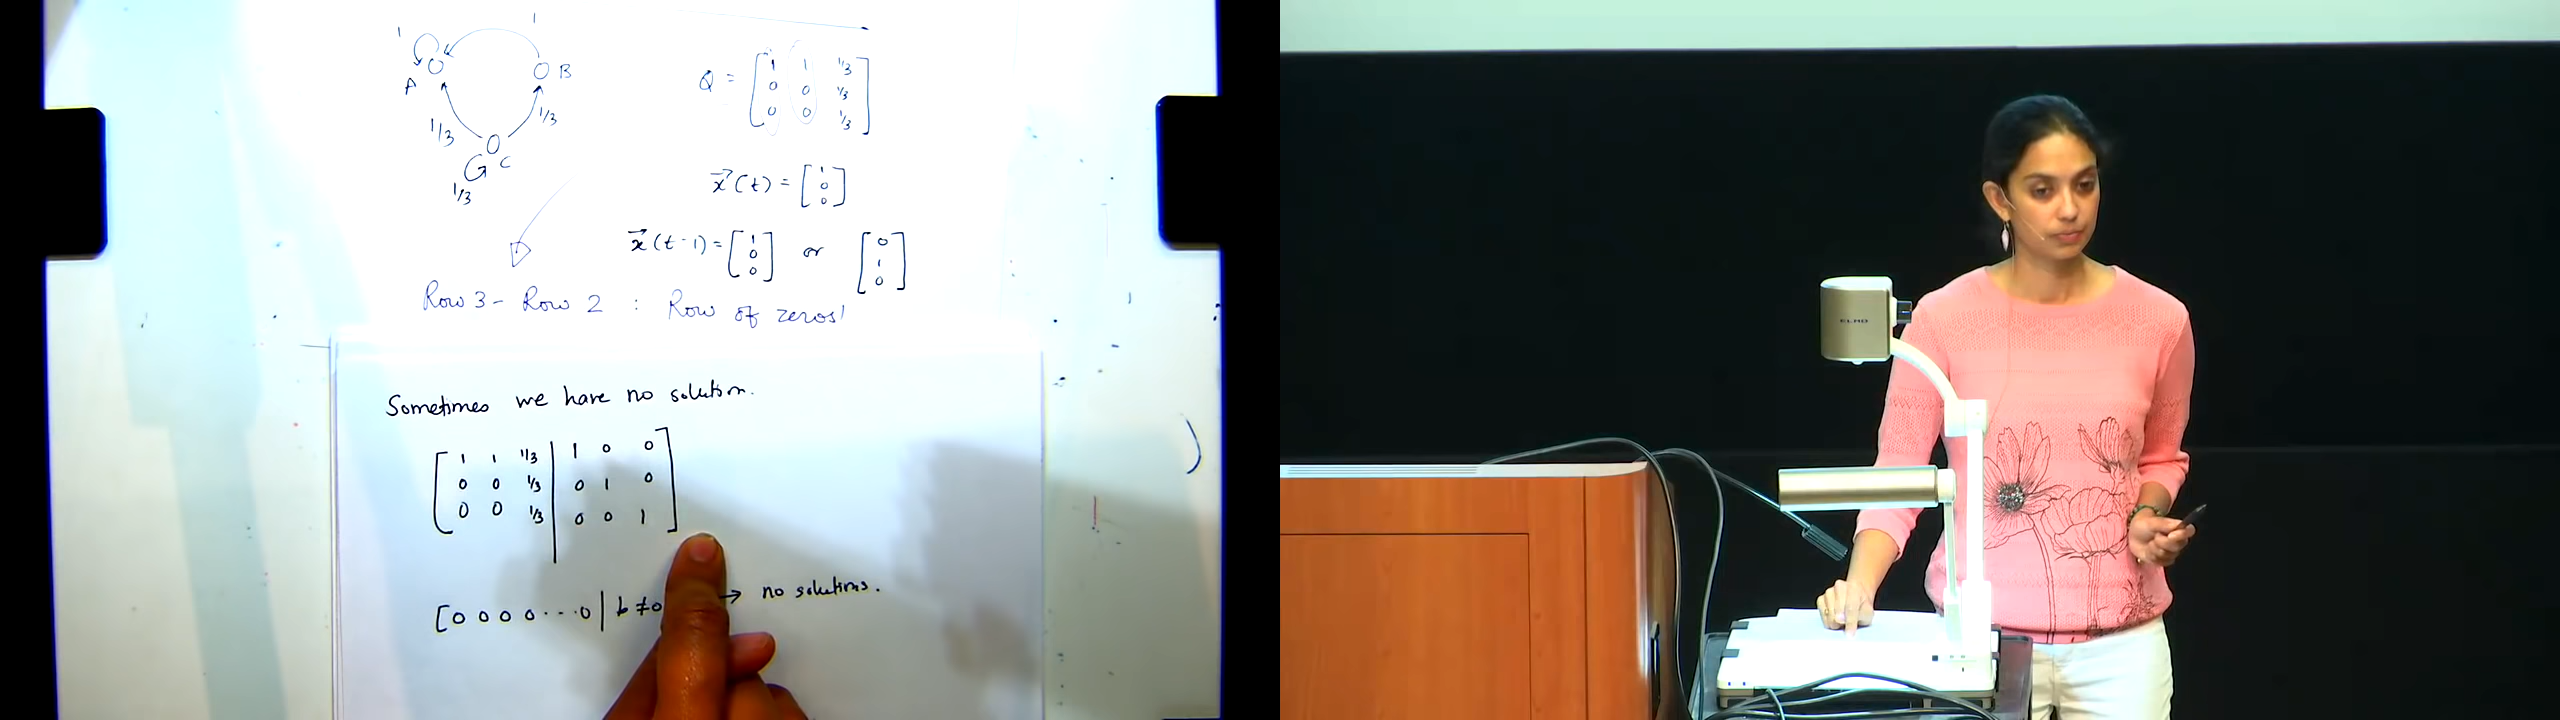 1
1
A
B
1/3
1/3
C
1/3
Q = [ 1 1 1/3
0 0 1/3
0 0 1/3 ]
x⃗(t) = [ 1
0
0 ]
x⃗(t-1) = [ 1
0
0 ] or [ 0
1
0 ]
Row 3 - Row 2 : Row of zeros!
Sometimes we have no solution.
[ 1 1 1/3 | 1 0 0
0 0 1/3 | 0 1 0
0 0 1/3 | 0 0 1 ]
[0 0 0 0 ... 0 | b ≠ 0 → no solutions.
ELMO